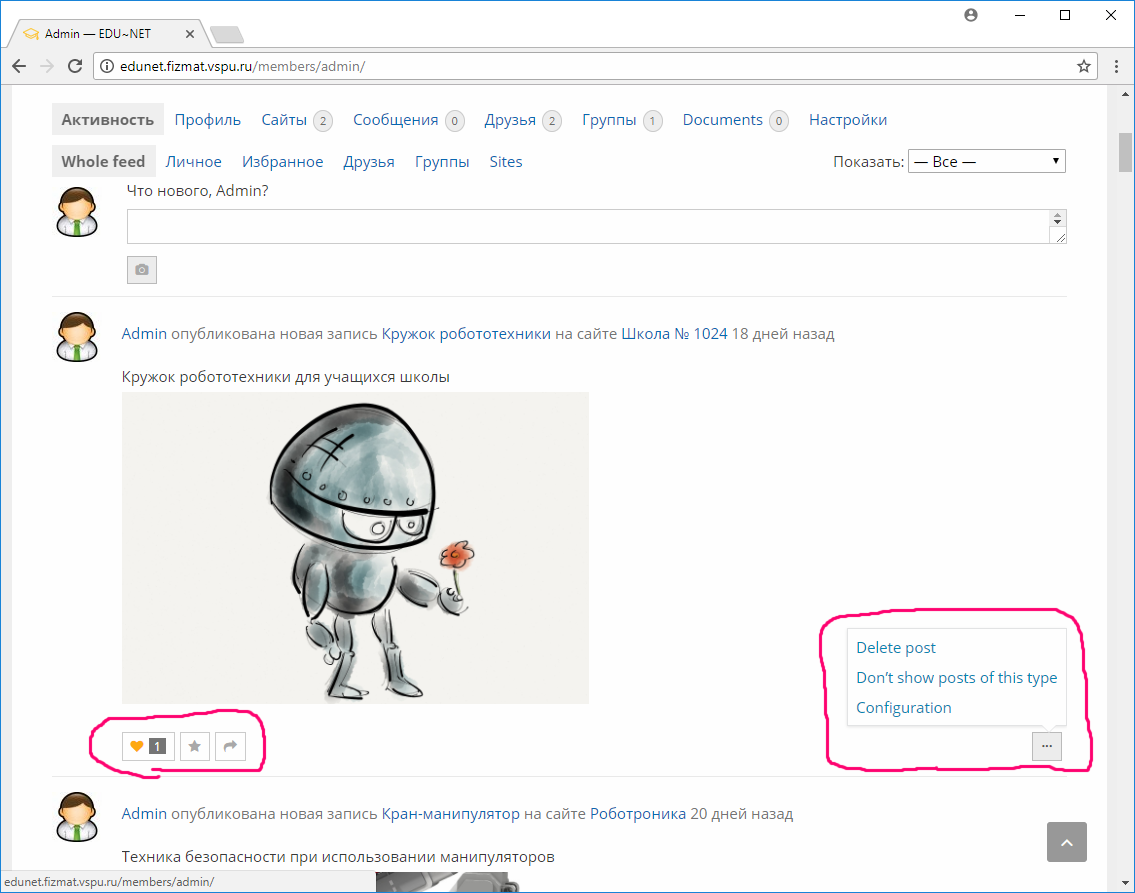 Admin — EDU~NET
edunet.fizmat.vspu.ru/members/admin/
Активность Профиль Сайты 2 Сообщения 0 Друзья 2 Группы 1 Documents 0 Настройки
Whole feed Личное Избранное Друзья Группы Sites Показать: — Все —
Что нового, Admin?
Admin опубликована новая запись Кружок робототехники на сайте Школа № 1024 18 дней назад
Кружок робототехники для учащихся школы
Delete post
Don’t show posts of this type
Configuration
1
Admin опубликована новая запись Кран-манипулятор на сайте Роботроника 20 дней назад
Техника безопасности при использовании манипуляторов
edunet.fizmat.vspu.ru/members/admin/